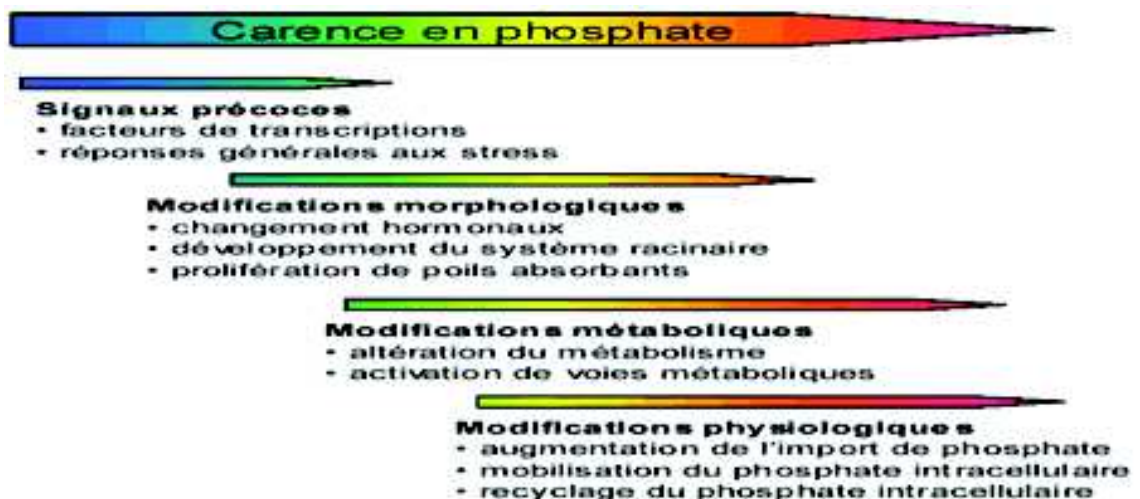 Carence en phosphate
Signaux précoces
• facteurs de transcriptions
• réponses générales aux stress
Modifications morphologiques
• changement hormonaux
• développement du système racinaire
• prolifération de poils absorbants
Modifications métaboliques
• altération du métabolisme
• activation de voies métaboliques
Modifications physiologiques
• augmentation de l'import de phosphate
• mobilisation du phosphate intracellulaire
• recyclage du phosphate intracellulaire